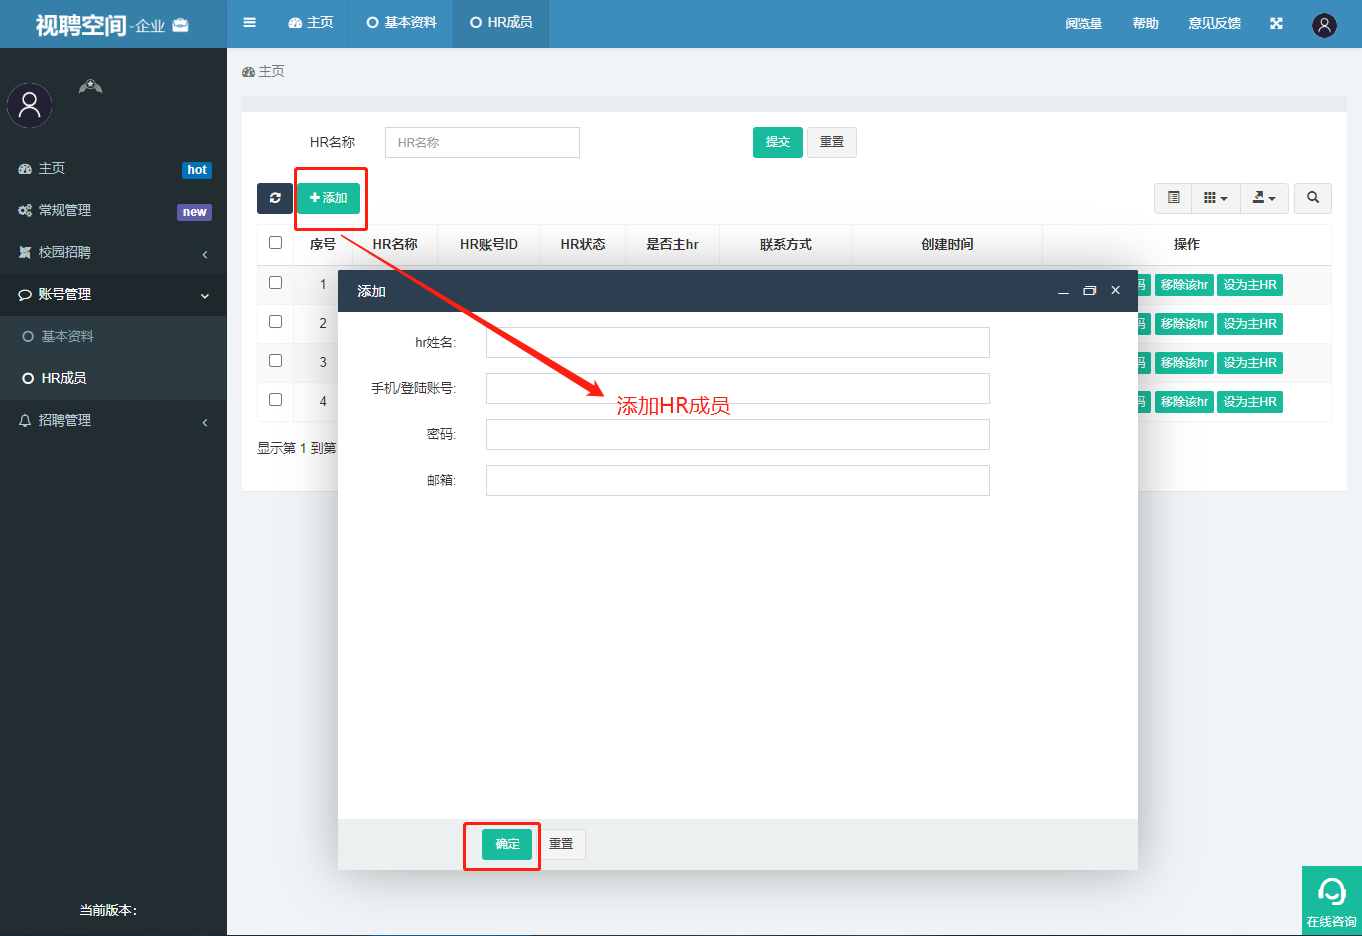 视聘空间-企业
主页
基本资料
HR成员
阅览量
帮助
意见反馈
主页
hot
常规管理
new
校园招聘
账号管理
基本资料
HR成员
招聘管理
当前版本：
主页
HR名称
HR名称
提交
重置
添加
序号
HR名称
HR账号ID
HR状态
是否主hr
联系方式
创建时间
操作
1
码
移除该hr
设为主HR
2
码
移除该hr
设为主HR
3
码
移除该hr
设为主HR
4
码
移除该hr
设为主HR
显示第 1 到第
添加
hr姓名:
手机/登陆账号:
添加HR成员
密码:
邮箱:
确定
重置
在线咨询